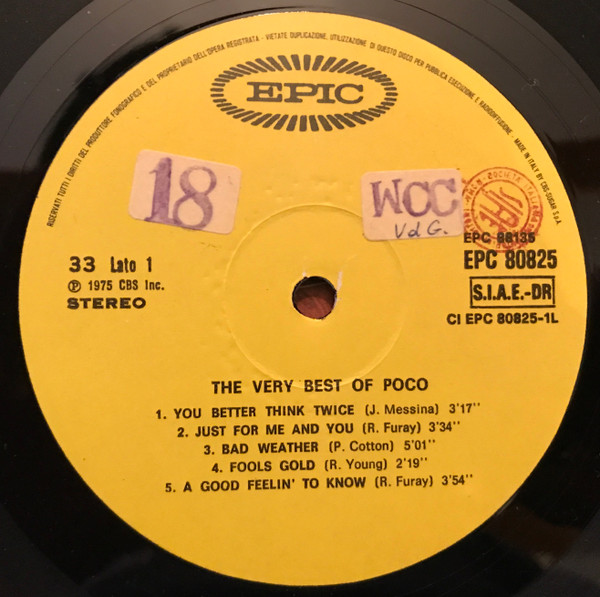 RISERVATI TUTTI I DIRITTI DEL PRODUTTORE FONOGRAFICO E DEL PROPRIETARIO DELL'OPERA REGISTRATA - VIETATE DUPLICAZIONE, UTILIZZAZIONE DI QUESTO DISCO PER PUBBLICA ESECUZIONE E RADIODIFFUSIONE. - MADE IN ITALY BY CBS-SUGAR S.p.A.
EPIC
18
WCC
V d G.
EPC 88135
33 Lato 1
EPC 80825
℗ 1975 CBS Inc.
S.I.A.E.-DR
STEREO
CI EPC 80825-1L
THE VERY BEST OF POCO
1. YOU BETTER THINK TWICE (J. Messina) 3'17''
2. JUST FOR ME AND YOU (R. Furay) 3'34''
3. BAD WEATHER (P. Cotton) 5'01''
4. FOOLS GOLD (R. Young) 2'19''
5. A GOOD FEELIN' TO KNOW (R. Furay) 3'54''